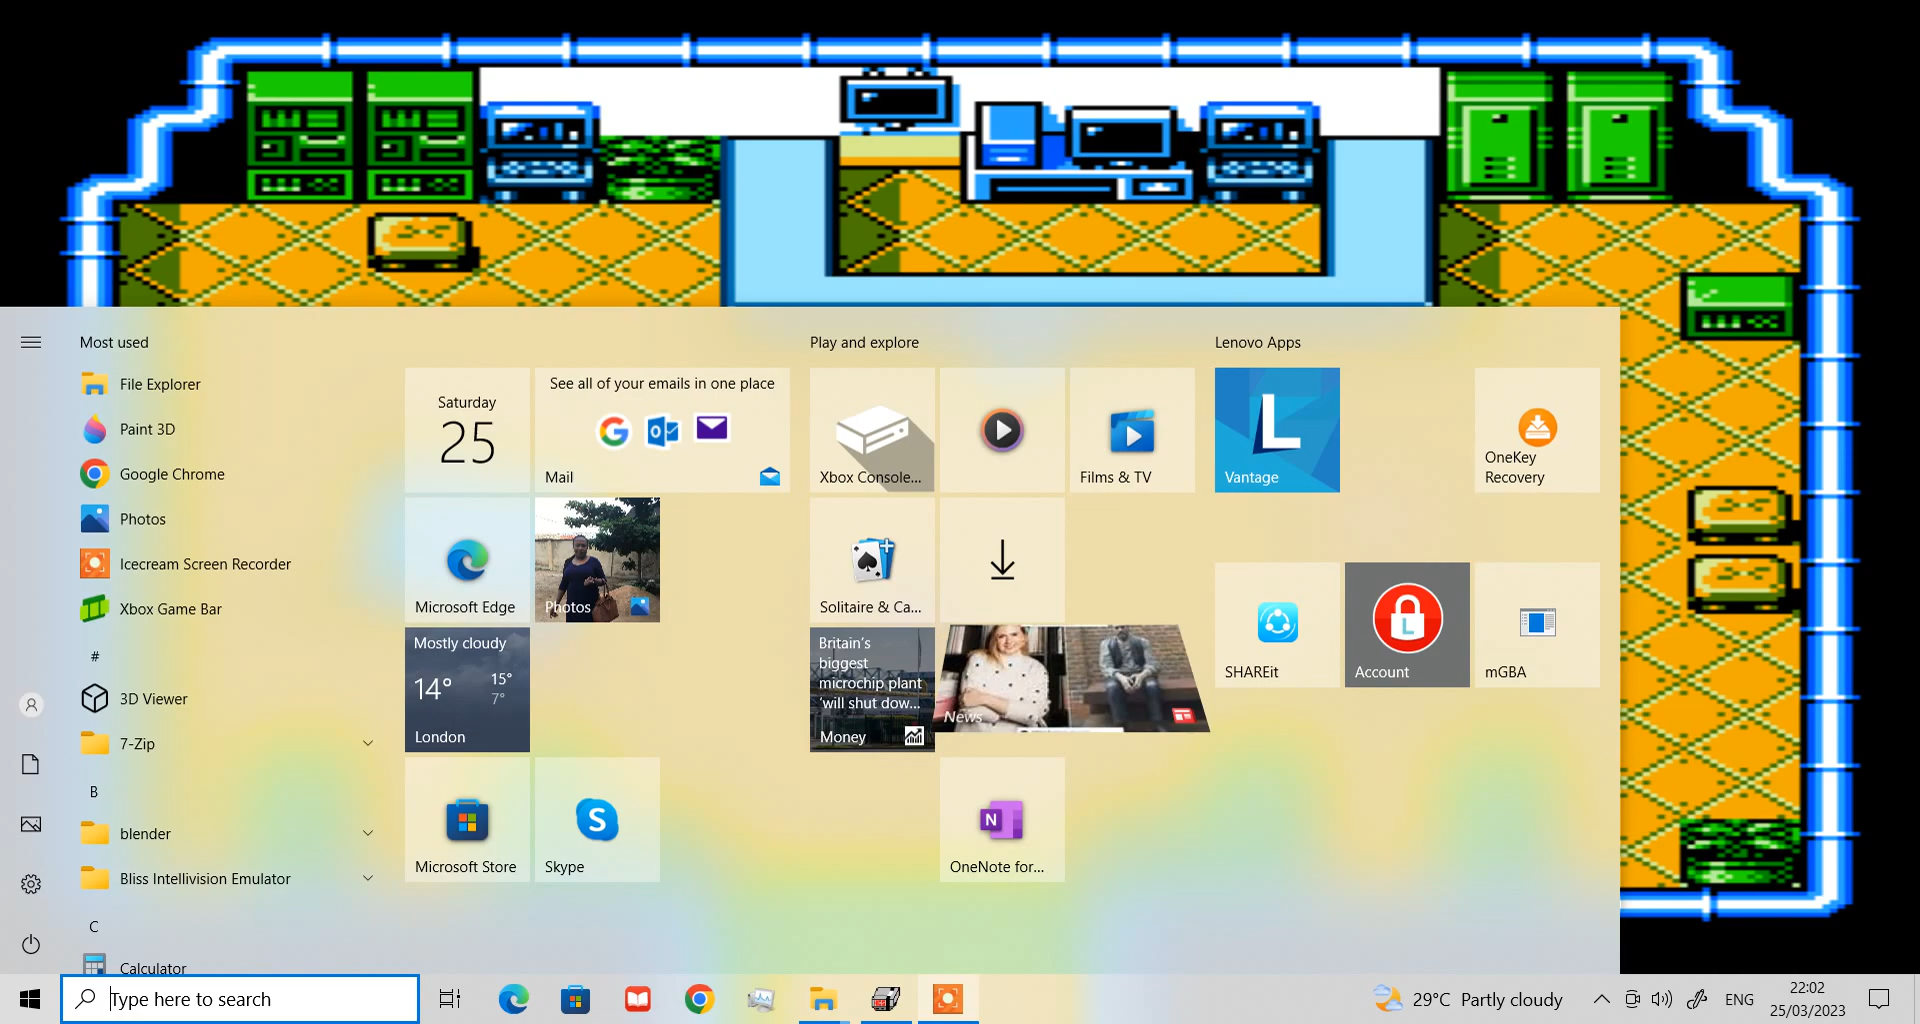 Most used
File Explorer
Paint 3D
Google Chrome
Photos
Icecream Screen Recorder
Xbox Game Bar
#
3D Viewer
7-Zip
B
blender
Bliss Intellivision Emulator
C
Calculator
Saturday
25
See all of your emails in one place
Mail
Microsoft Edge
Photos
Mostly cloudy
14°
15°
7°
London
Microsoft Store
Skype
Play and explore
Xbox Console...
Films & TV
Solitaire & Ca...
Britain's
biggest
microchip plant
'will shut dow...
Money
News
OneNote for...
Lenovo Apps
Vantage
OneKey
Recovery
SHAREit
Account
mGBA
Type here to search
29°C Partly cloudy
ENG
22:02
25/03/2023